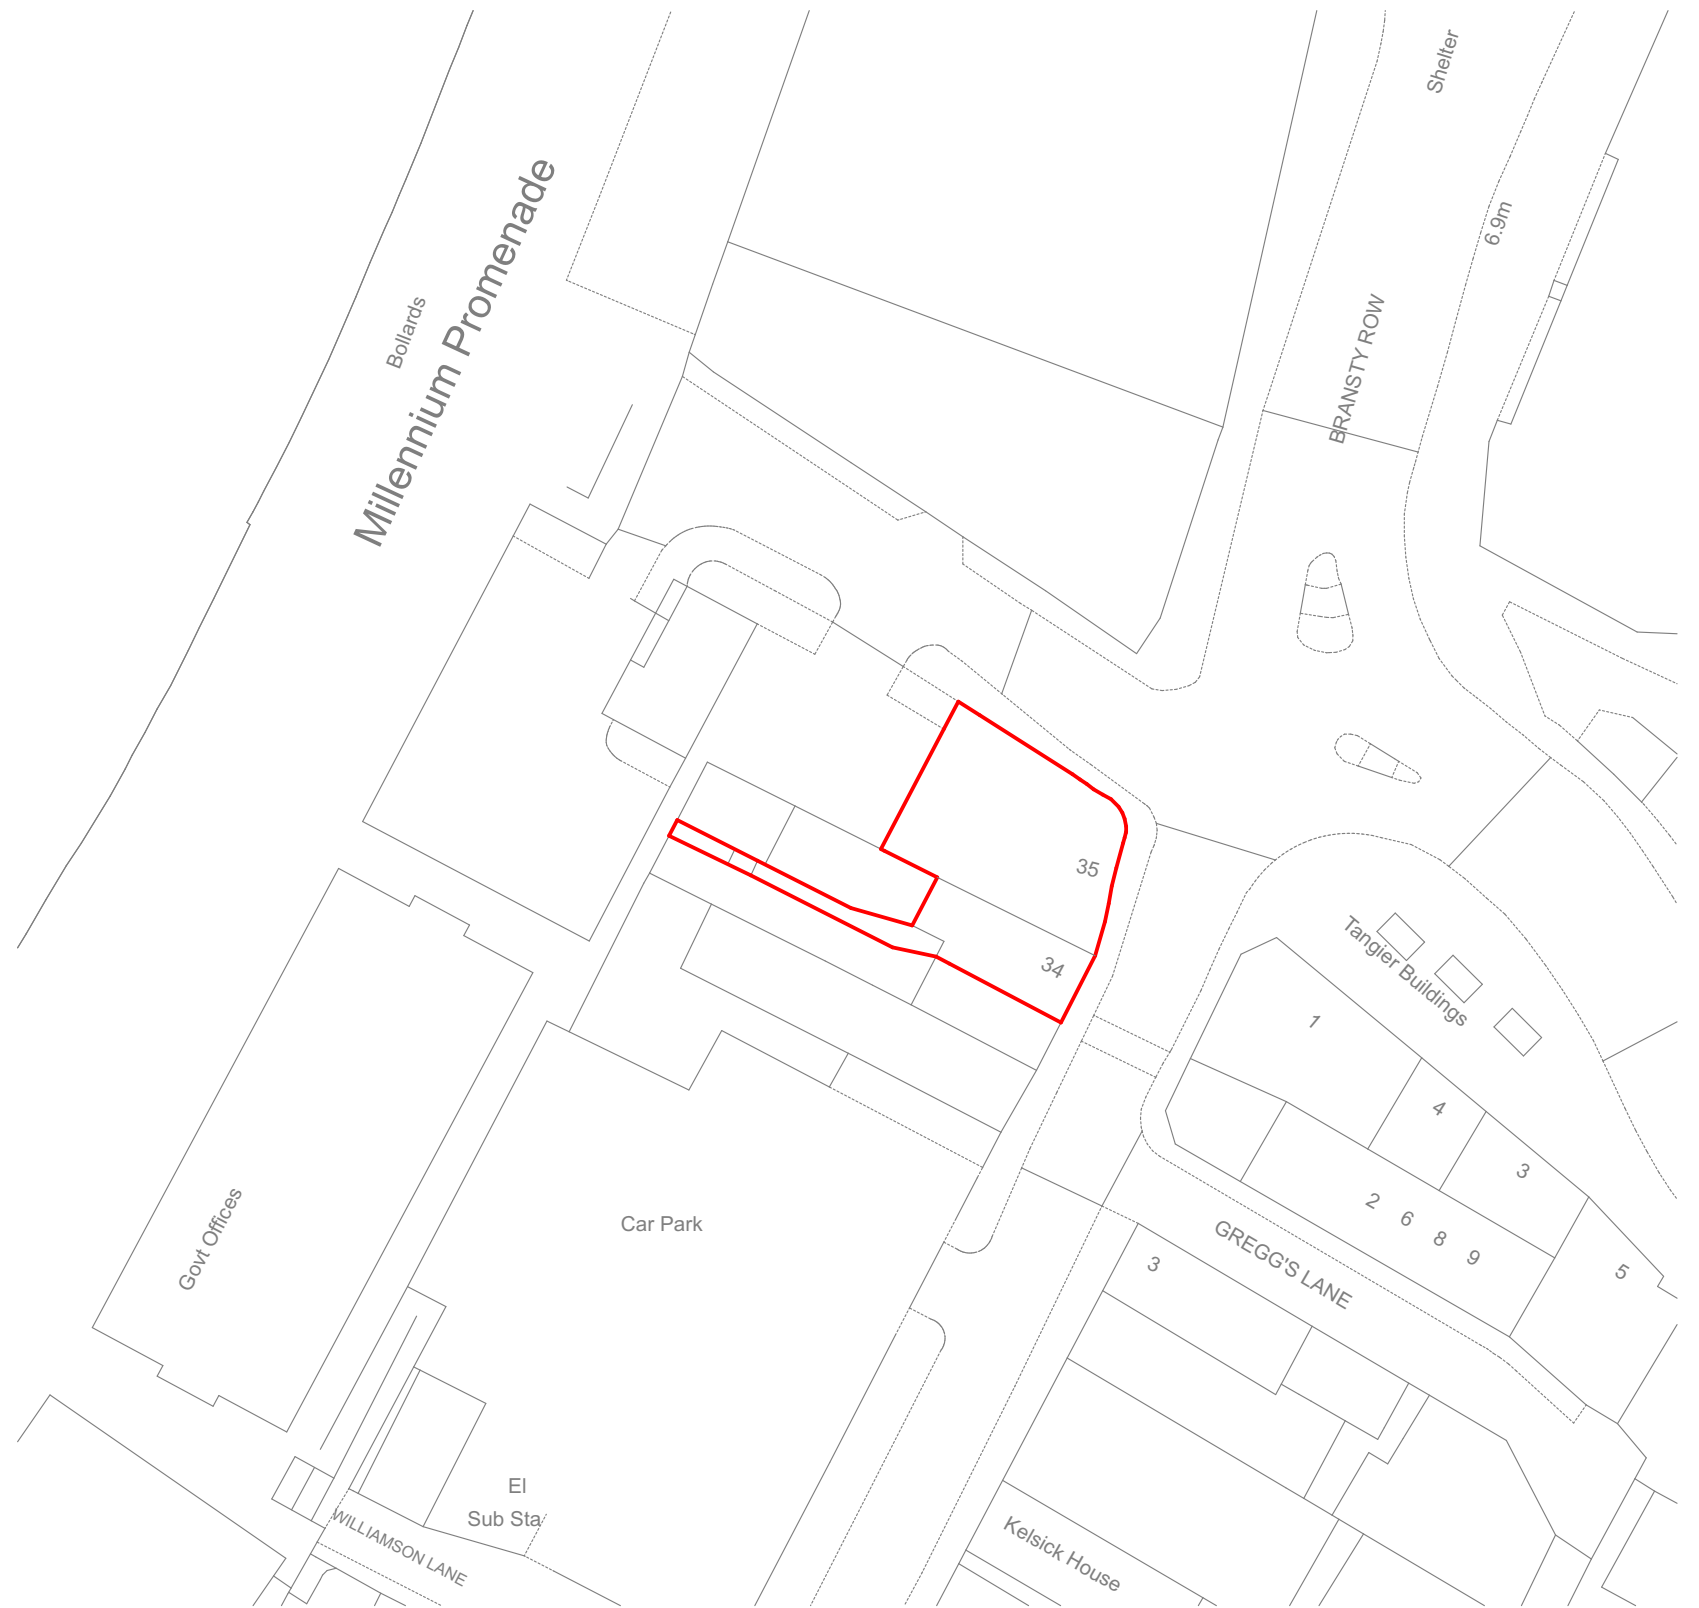 Shelter
6.9m
Millennium Promenade
Bollards
BRANSTY ROW
35
34
Tangier Buildings
1
4
3
2
6
8
9
5
Car Park
Govt Offices
GREGG'S LANE
3
El
Sub Sta
WILLIAMSON LANE
Kelsick House